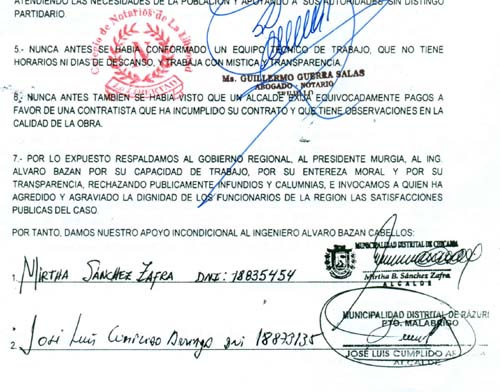 ATENDIENDO LAS NECESIDADES DE LA POBLACION Y APOYANDO A SUS AUTORIDADES SIN DISTINGO
PARTIDARIO.
5.- NUNCA ANTES SE HABIA CONFORMADO UN EQUIPO TECNICO DE TRABAJO, QUE NO TIENE
HORARIOS NI DIAS DE DESCANSO, Y TRABAJA CON MISTICA Y TRANSPARENCIA.
Colegio de Notarios de La Libertad
LA LIBERTAD
Ms. GUILLERMO GUERRA SALAS
ABOGADO NOTARIO
TRUJILLO
6.- NUNCA ANTES TAMBIEN SE HABIA VISTO QUE UN ALCALDE EXIJA EQUIVOCADAMENTE PAGOS A
FAVOR DE UNA CONTRATISTA QUE HA INCUMPLIDO SU CONTRATO Y QUE TIENE OBSERVACIONES EN
LA CALIDAD DE LA OBRA.
7.- POR LO EXPUESTO RESPALDAMOS AL GOBIERNO REGIONAL, AL PRESIDENTE MURGIA, AL ING.
ALVARO BAZAN POR SU CAPACIDAD DE TRABAJO, POR SU ENTEREZA MORAL Y POR SU
TRANSPARENCIA, RECHAZANDO PUBLICAMENTE INFUNDIOS Y CALUMNIAS, E INVOCAMOS A QUIEN HA
AGREDIDO Y AGRAVIADO LA DIGNIDAD DE LOS FUNCIONARIOS DE LA REGION LAS SATISFACCIONES
PUBLICAS DEL CASO.
POR TANTO, DAMOS NUESTRO APOYO INCONDICIONAL AL INGENIERO ALVARO BAZAN CABELLOS:
MUNICIPALIDAD DISTRITAL DE CHICAMA
1. MIRTHA SÁNCHEZ ZAFRA DNI: 18835454
Mirtha B. Sánchez Zafra
ALCALDE
MUNICIPALIDAD DISTRITAL DE RAZURI
PTO. MALABRIGO
2. José Luis Cumplido 18873135
JOSÉ LUIS CUMPLIDO
ALCALDE